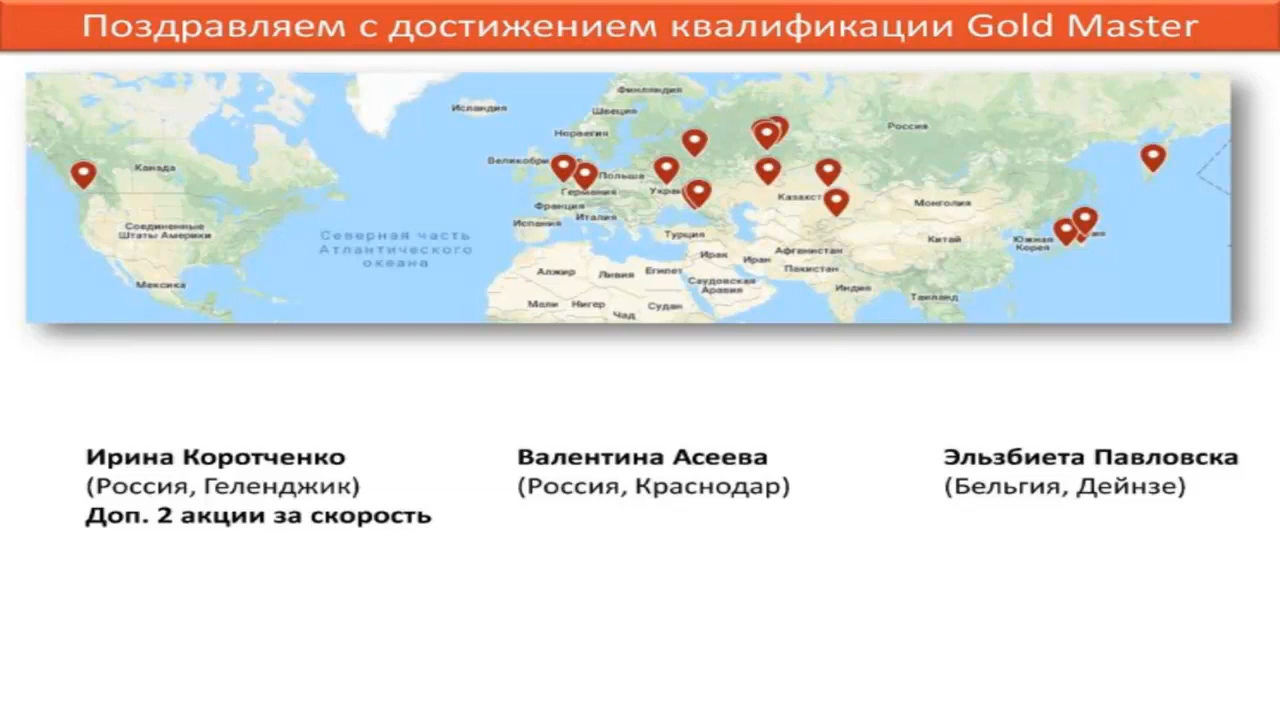 Поздравляем с достижением квалификации Gold Master
Исландия
Финляндия
Швеция
Норвегия
Россия
Канада
Польша
Германия
Франция
Казахст
Монголия
Испания
Италия
Соединенные
Штаты Америки
Северная часть
Атлантического
океана
Турция
Китай
Южная
Корея
Ирак
Иран
Афганистан
Пакистан
Алжир
Ливия
Египет
Саудовская
Аравия
Мексика
Индия
Таиланд
Мали
Нигер
Судан
Чад
Ирина Коротченко
(Россия, Геленджик)
Доп. 2 акции за скорость
Валентина Асеева
(Россия, Краснодар)
Эльзбиета Павловска
(Бельгия, Дейнзе)